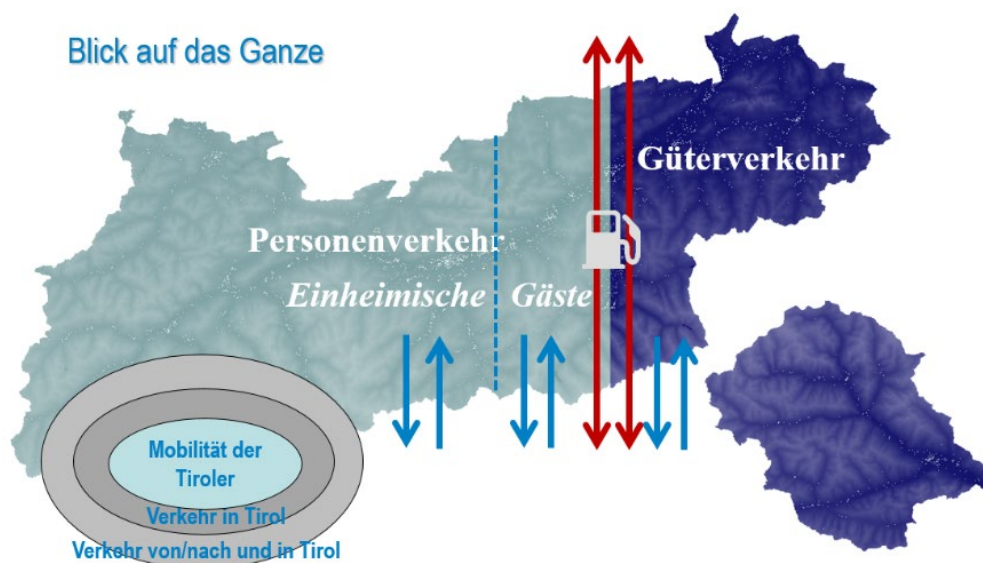 Blick auf das Ganze
Güterverkehr
Personenverkehr
Einheimische
Gäste
Mobilität der
Tiroler
Verkehr in Tirol
Verkehr von/nach und in Tirol